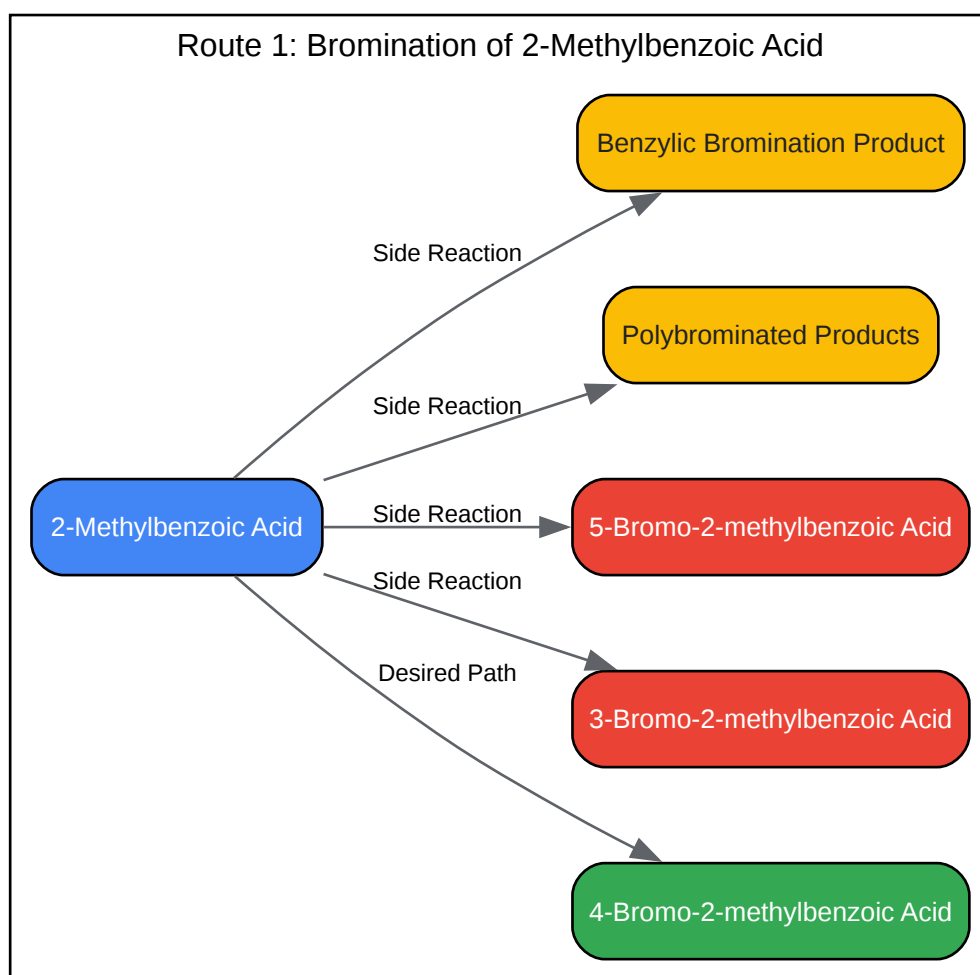 Route 1: Bromination of 2-Methylbenzoic Acid
Benzylic Bromination Product
Side Reaction
Polybrominated Products
Side Reaction
2-Methylbenzoic Acid
Side Reaction
5-Bromo-2-methylbenzoic Acid
Side Reaction
Desired Path
3-Bromo-2-methylbenzoic Acid
4-Bromo-2-methylbenzoic Acid